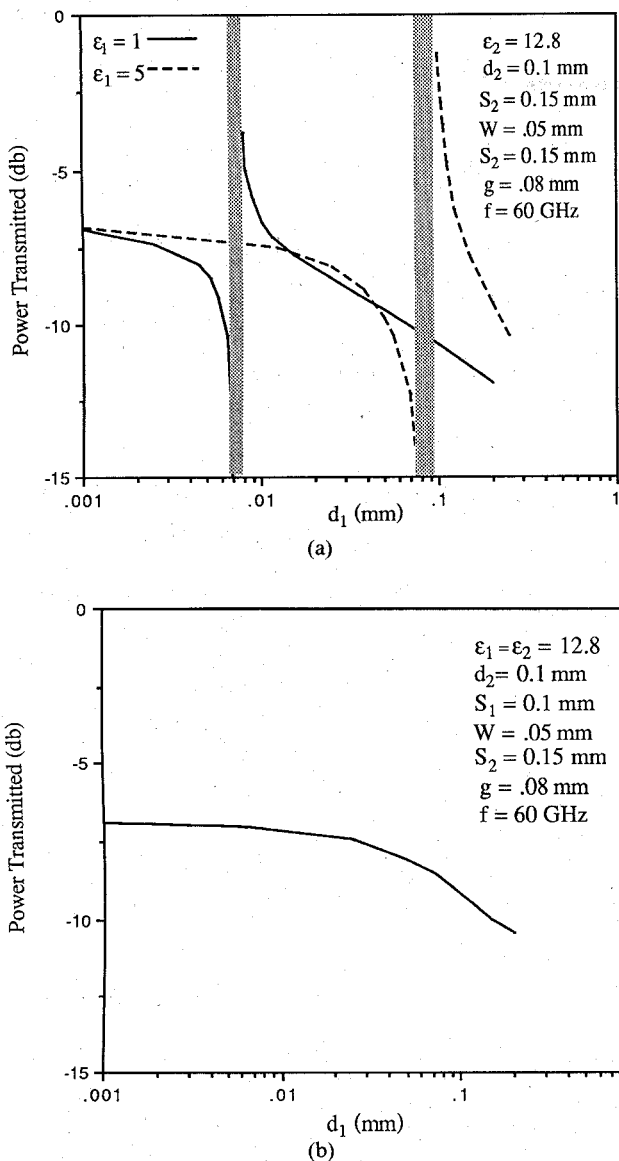 0
-5
-10
-15
Power Transmitted (db)
ε₁ = 1
ε₁ = 5
ε₂ = 12.8
d₂ = 0.1 mm
S₂ = 0.15 mm
W = .05 mm
S₂ = 0.15 mm
g = .08 mm
f = 60 GHz
.001 .01 .1 1
d₁ (mm)
(a)
0
-5
-10
-15
Power Transmitted (db)
ε₁ = ε₂ = 12.8
d₂= 0.1 mm
S₁ = 0.1 mm
W = .05 mm
S₂ = 0.15 mm
g = .08 mm
f = 60 GHz
.001 .01 .1
d₁ (mm)
(b)